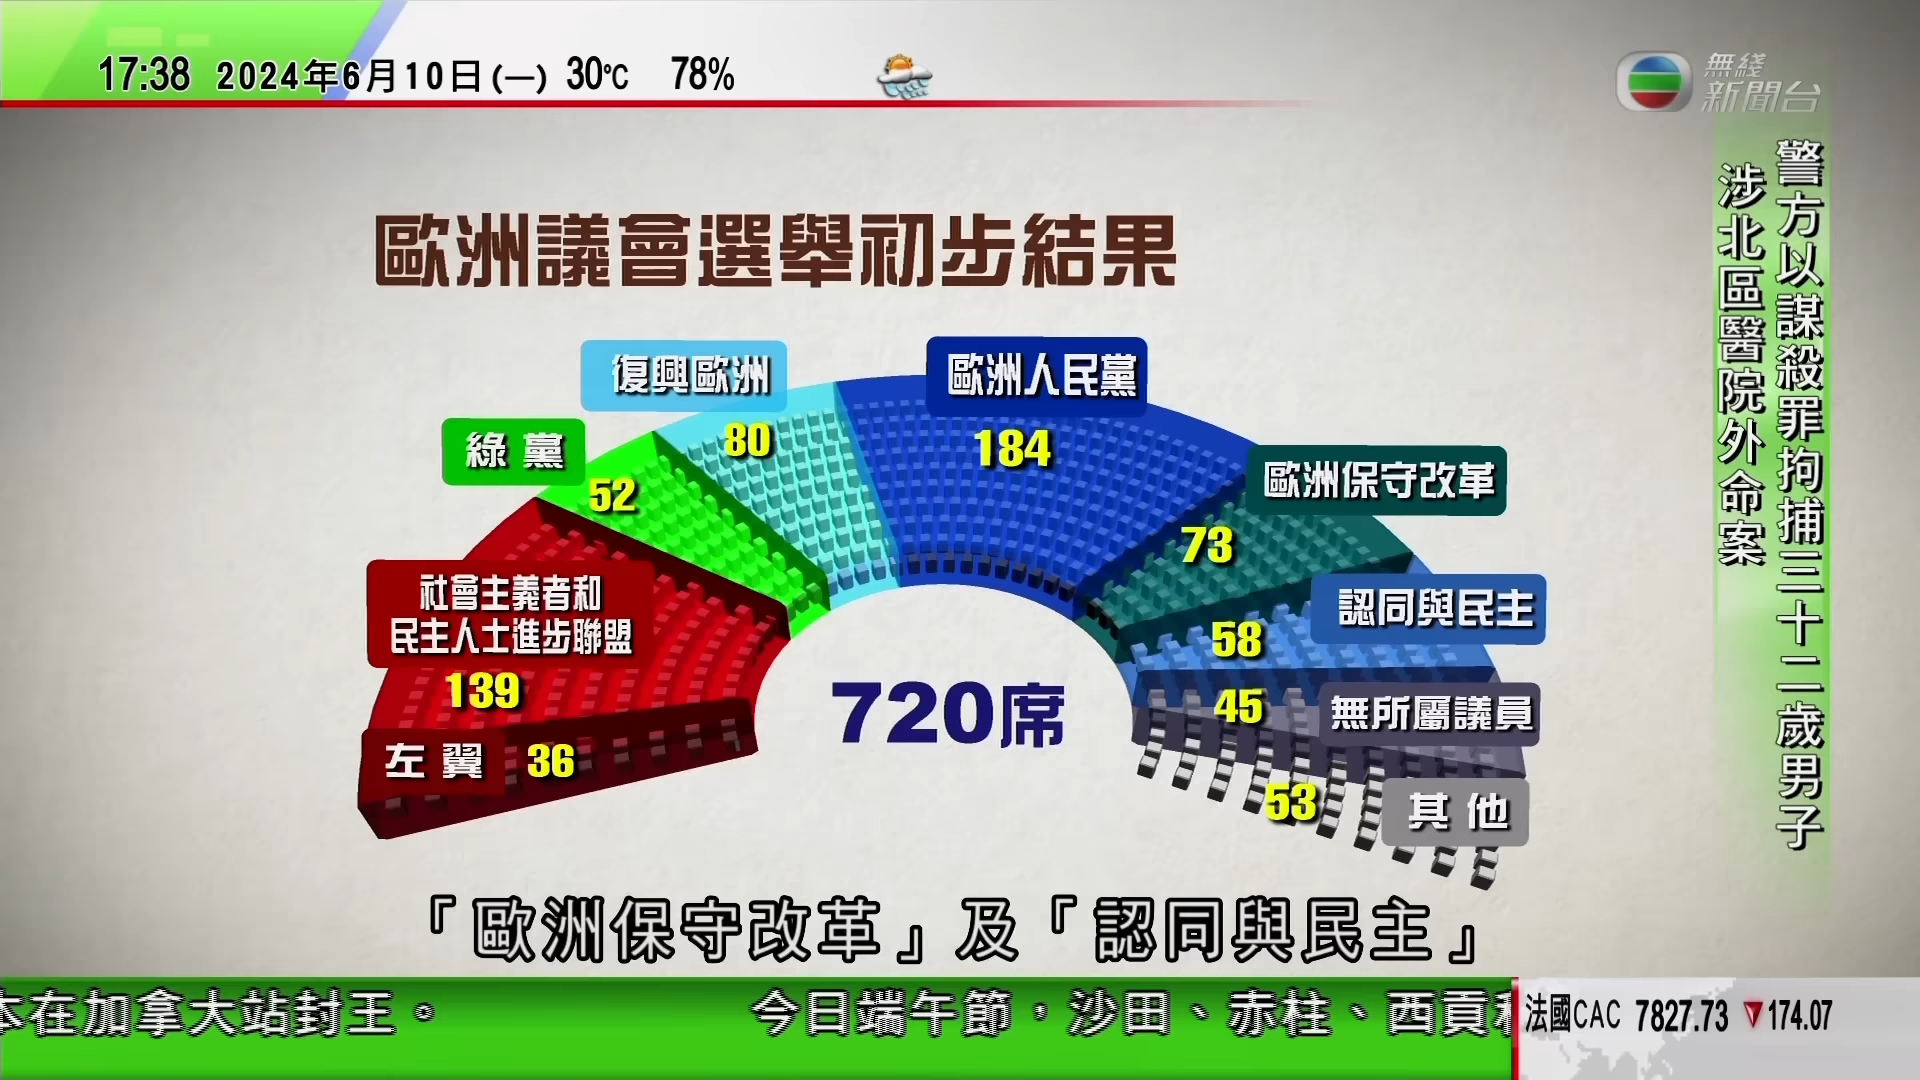 17:38 2024年6月10日(一) 30℃ 78%
無綫
新聞台
警方以謀殺罪拘捕三十二歲男子
涉北區醫院外命案
歐洲議會選舉初步結果
復興歐洲
80
歐洲人民黨
184
綠黨
52
歐洲保守改革
73
社會主義者和
民主人士進步聯盟
139
認同與民主
58
左翼 36
720席
45 無所屬議員
53 其他
「歐洲保守改革」及「認同與民主」
在加拿大站封王。 今日端午節,沙田、赤柱、西貢
法國CAC 7827.73 ▼174.07